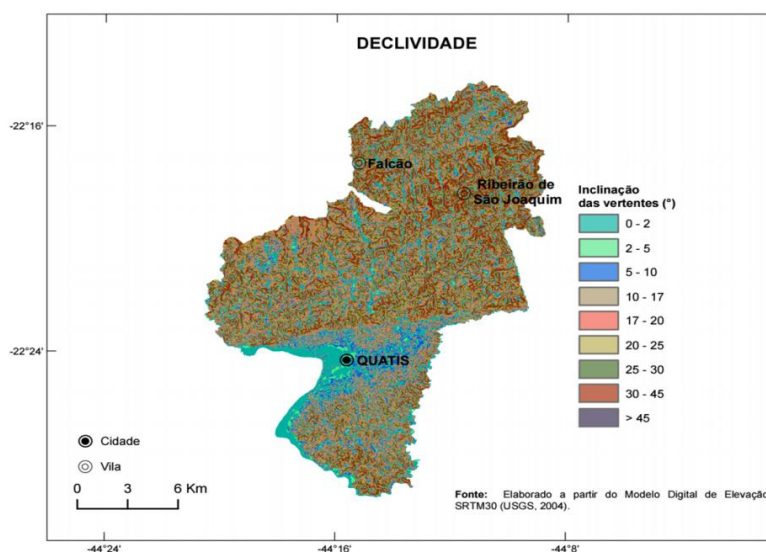 DECLIVIDADE
-22°16'
Falcão
Ribeirão de
São Joaquim
Inclinação
das vertentes (°)
0 - 2
2 - 5
5 - 10
10 - 17
17 - 20
20 - 25
25 - 30
30 - 45
> 45
-22°24'
QUATIS
Cidade
Vila
0 3 6 Km
Fonte: Elaborado a partir do Modelo Digital de Elevação
SRTM30 (USGS, 2004).
-44°24' -44°16' -44°8'